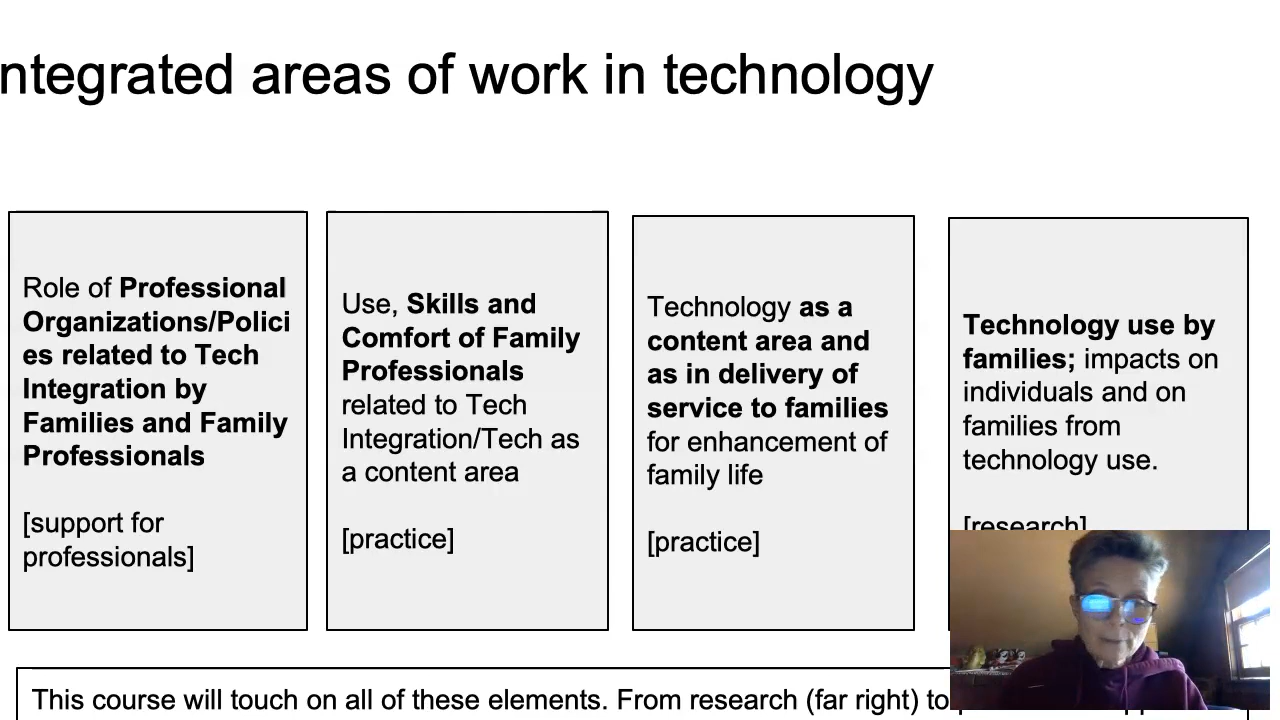 ntegrated areas of work in technology
Role of Professional
Organizations/Polici
es related to Tech
Integration by
Families and Family
Professionals
[support for
professionals]
Use, Skills and
Comfort of Family
Professionals
related to Tech
Integration/Tech as
a content area
[practice]
Technology as a
content area and
as in delivery of
service to families
for enhancement of
family life
[practice]
Technology use by
families; impacts on
individuals and on
families from
technology use.
[research]
This course will touch on all of these elements. From research (far right) to